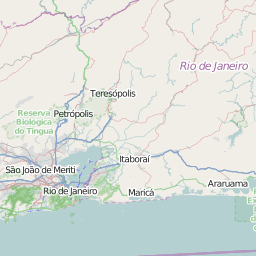 Rio de Janeiro
Teresópolis
Reserva
Biológica
do Tinguá
Petrópolis
Itaboraí
São João de Meriti
Araruama
Rio de Janeiro
Maricá